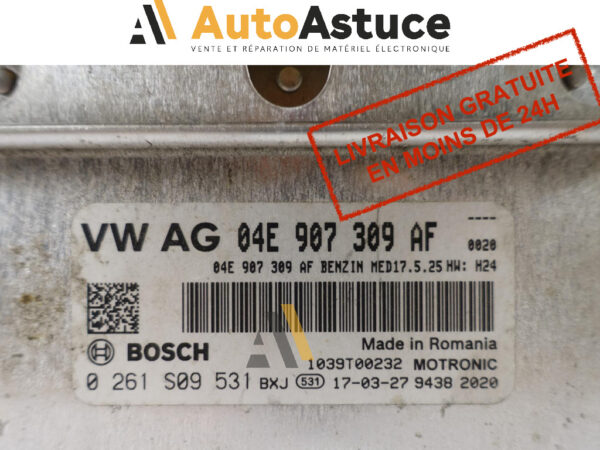 AutoAstuce
VENTE ET RÉPARATION DE MATÉRIEL ÉLECTRONIQUE
LIVRAISON GRATUITE
EN MOINS DE 24H
----
VW AG 04E 907 309 AF 0020
04E 907 309 AF BENZIN MED17.5.25 HW: H24
BOSCH
Made in Romania
1039T00232 MOTRONIC
0 261 S09 531 BXJ 531 17-03-27 9438 2020